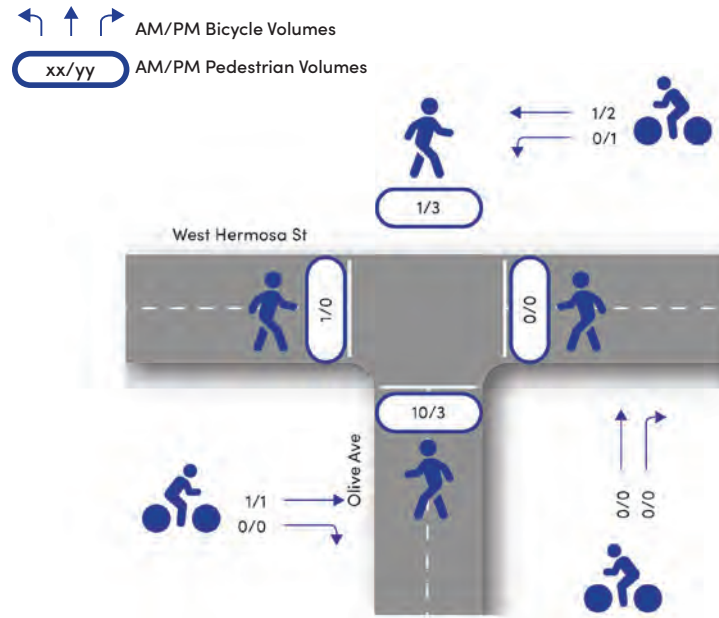 AM/PM Bicycle Volumes
xx/yy
AM/PM Pedestrian Volumes
1/2
0/1
1/3
West Hermosa St
1/0
0/0
10/3
Olive Ave
1/1
0/0
0/0
0/0